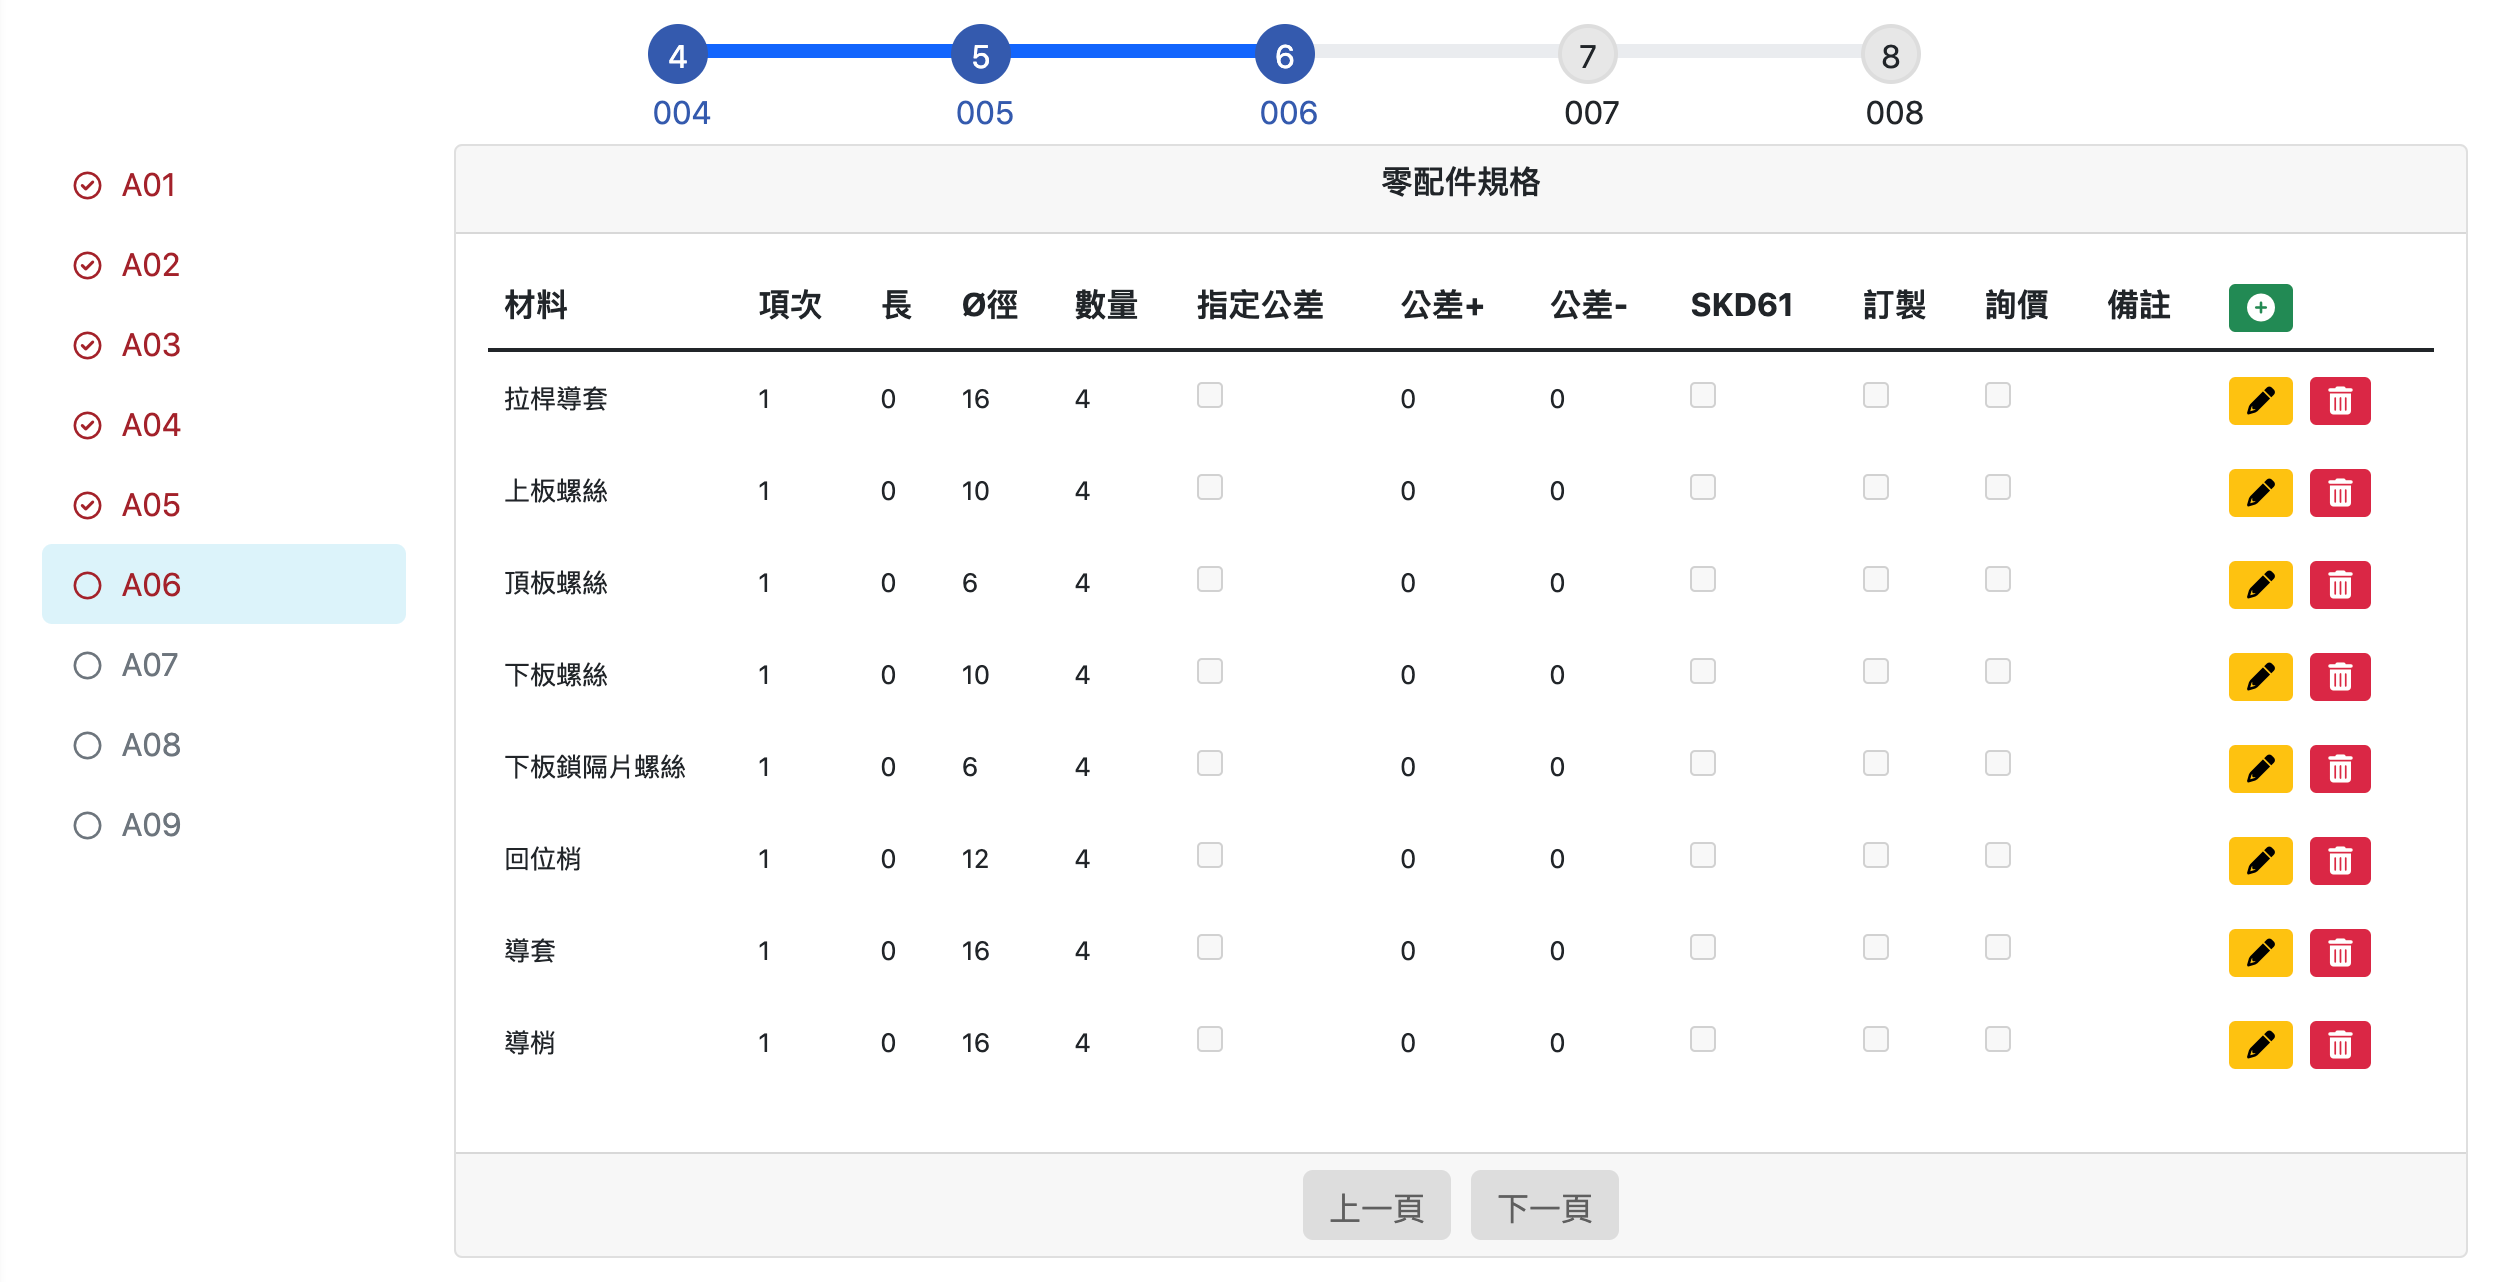 4 5 6 7 8
004 005 006 007 008
A01
A02
A03
A04
A05
A06
A07
A08
A09
零配件規格
材料 項次 長 Ø徑 數量 指定公差 公差+ 公差- SKD61 訂製 詢價 備註
拉桿導套 1 0 16 4 0 0
上板螺絲 1 0 10 4 0 0
頂板螺絲 1 0 6 4 0 0
下板螺絲 1 0 10 4 0 0
下板鎖隔片螺絲 1 0 6 4 0 0
回位梢 1 0 12 4 0 0
導套 1 0 16 4 0 0
導梢 1 0 16 4 0 0
上一頁 下一頁